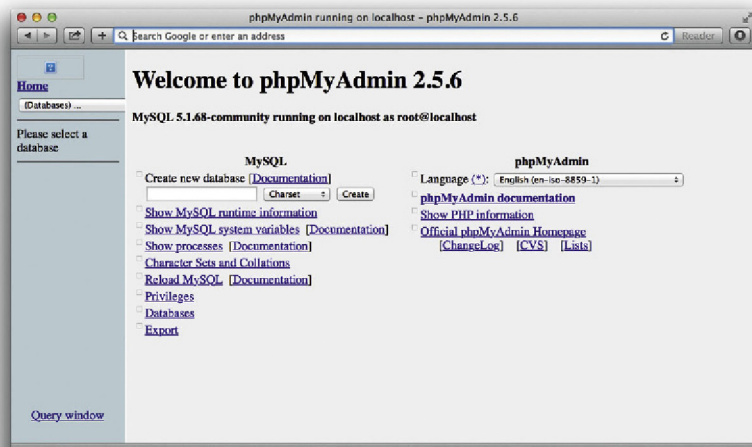 phpMyAdmin running on localhost – phpMyAdmin 2.5.6
Search Google or enter an address
Reader
Home
(Databases) ...
Please select a
database
Query window
Welcome to phpMyAdmin 2.5.6
MySQL 5.1.68-community running on localhost as root@localhost
MySQL
Create new database [Documentation]
Charset Create
Show MySQL runtime information
Show MySQL system variables [Documentation]
Show processes [Documentation]
Character Sets and Collations
Reload MySQL [Documentation]
Privileges
Databases
Export
phpMyAdmin
Language (*): English (en-iso-8859-1)
phpMyAdmin documentation
Show PHP information
Official phpMyAdmin Homepage
[ChangeLog] [CVS] [Lists]